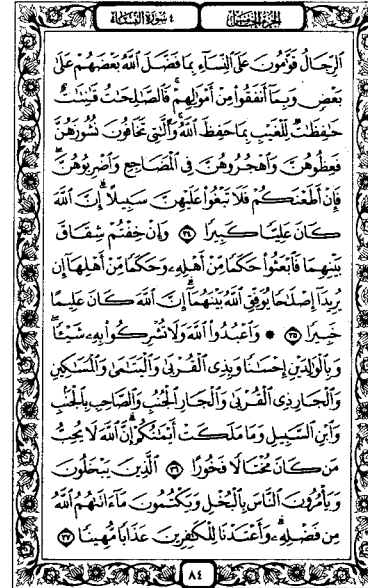 الجزء الخامس ٤ سورة النساء
ٱلرِّجَالُ قَوَّٰمُونَ عَلَى ٱلنِّسَآءِ بِمَا فَضَّلَ ٱللَّهُ بَعْضَهُمْ عَلَىٰ
بَعْضٍ وَبِمَآ أَنفَقُوا۟ مِنْ أَمْوَٰلِهِمْ ۚ فَٱلصَّٰلِحَٰتُ قَٰنِتَٰتٌ
حَٰفِظَٰتٌ لِّلْغَيْبِ بِمَا حَفِظَ ٱللَّهُ ۚ وَٱلَّٰتِى تَخَافُونَ نُشُوزَهُنَّ
فَعِظُوهُنَّ وَٱهْجُرُوهُنَّ فِى ٱلْمَضَاجِعِ وَٱضْرِبُوهُنَّ ۖ
فَإِنْ أَطَعْنَكُمْ فَلَا تَبْغُوا۟ عَلَيْهِنَّ سَبِيلًا ۗ إِنَّ ٱللَّهَ
كَانَ عَلِيًّا كَبِيرًا ٣٤ وَإِنْ خِفْتُمْ شِقَاقَ
بَيْنِهِمَا فَٱبْعَثُوا۟ حَكَمًا مِّنْ أَهْلِهِۦ وَحَكَمًا مِّنْ أَهْلِهَآ إِن
يُرِيدَآ إِصْلَٰحًا يُوَفِّقِ ٱللَّهُ بَيْنَهُمَآ ۗ إِنَّ ٱللَّهَ كَانَ عَلِيمًا
خَبِيرًا ٣٥ ۞ وَٱعْبُدُوا۟ ٱللَّهَ وَلَا تُشْرِكُوا۟ بِهِۦ شَيْـًٔا ۖ
وَبِٱلْوَٰلِدَيْنِ إِحْسَٰنًا وَبِذِى ٱلْقُرْبَىٰ وَٱلْيَتَٰمَىٰ وَٱلْمَسَٰكِينِ
وَٱلْجَارِ ذِى ٱلْقُرْبَىٰ وَٱلْجَارِ ٱلْجُنُبِ وَٱلصَّاحِبِ بِٱلْجَنۢبِ
وَٱبْنِ ٱلسَّبِيلِ وَمَا مَلَكَتْ أَيْمَٰنُكُمْ ۗ إِنَّ ٱللَّهَ لَا يُحِبُّ
مَن كَانَ مُخْتَالًا فَخُورًا ٣٦ ٱلَّذِينَ يَبْخَلُونَ
وَيَأْمُرُونَ ٱلنَّاسَ بِٱلْبُخْلِ وَيَكْتُمُونَ مَآ ءَاتَىٰهُمُ ٱللَّهُ
مِن فَضْلِهِۦ ۗ وَأَعْتَدْنَا لِلْكَٰفِرِينَ عَذَابًا مُّهِينًا ٣٧
٨٤